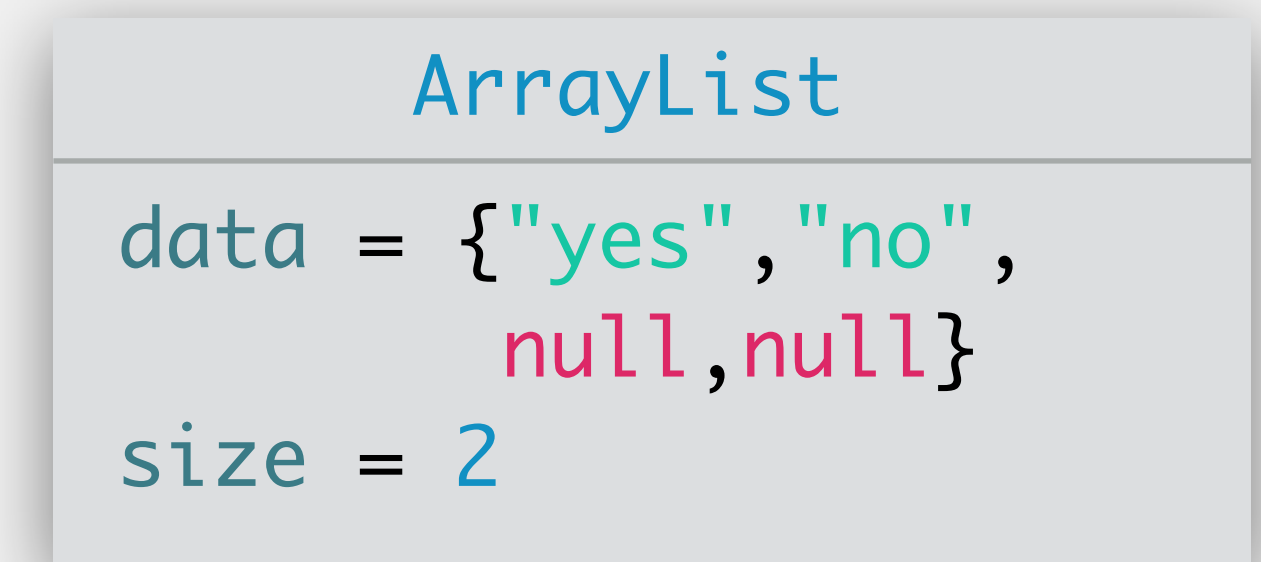 ArrayList
data = {"yes","no",
null,null}
size = 2